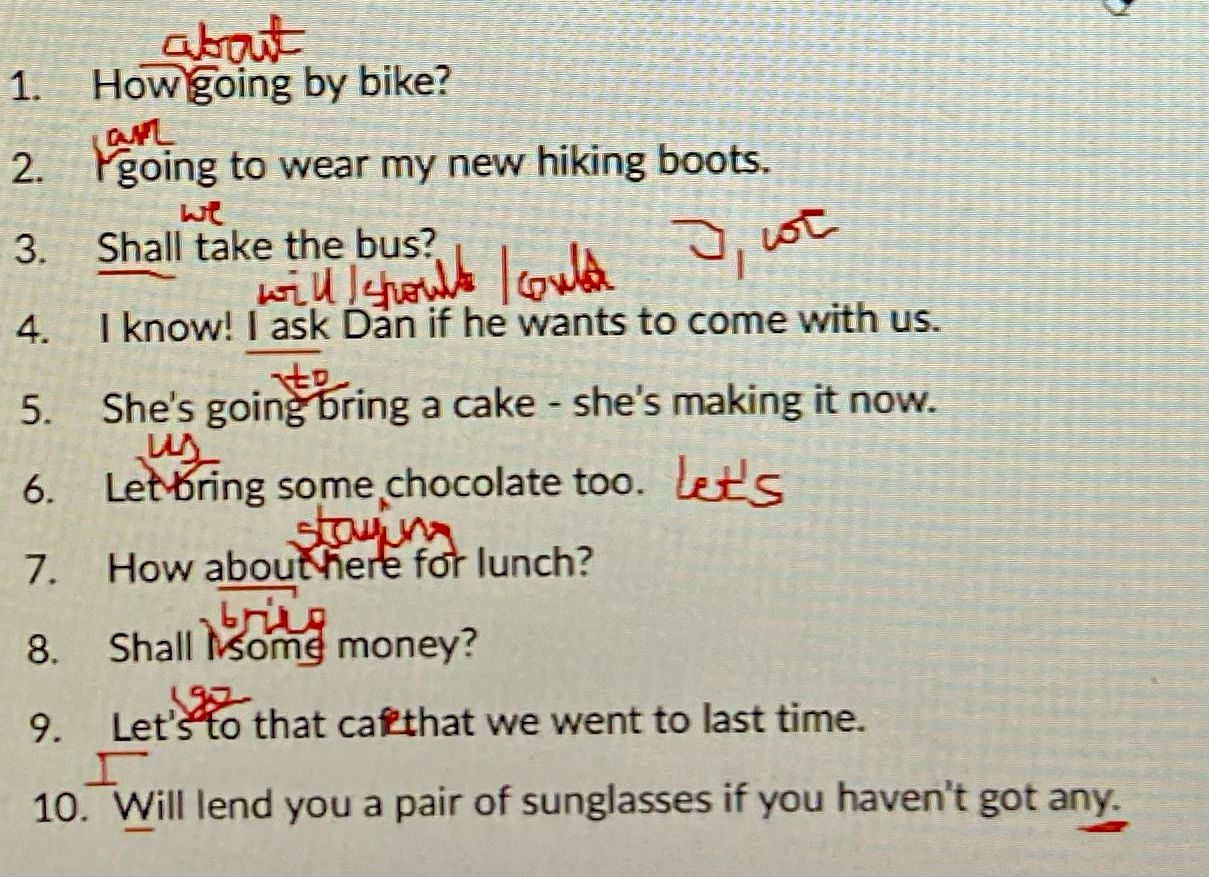 about
1. How going by bike?
am
2. I going to wear my new hiking boots.
we
3. Shall take the bus?
will / should / could
4. I know! I ask Dan if he wants to come with us.
to
5. She's going bring a cake - she's making it now.
us
6. Let bring some chocolate too. Let's
staying
7. How about here for lunch?
bring
8. Shall I some money?
go
9. Let's to that cafe that we went to last time.
I
10. Will lend you a pair of sunglasses if you haven't got any.